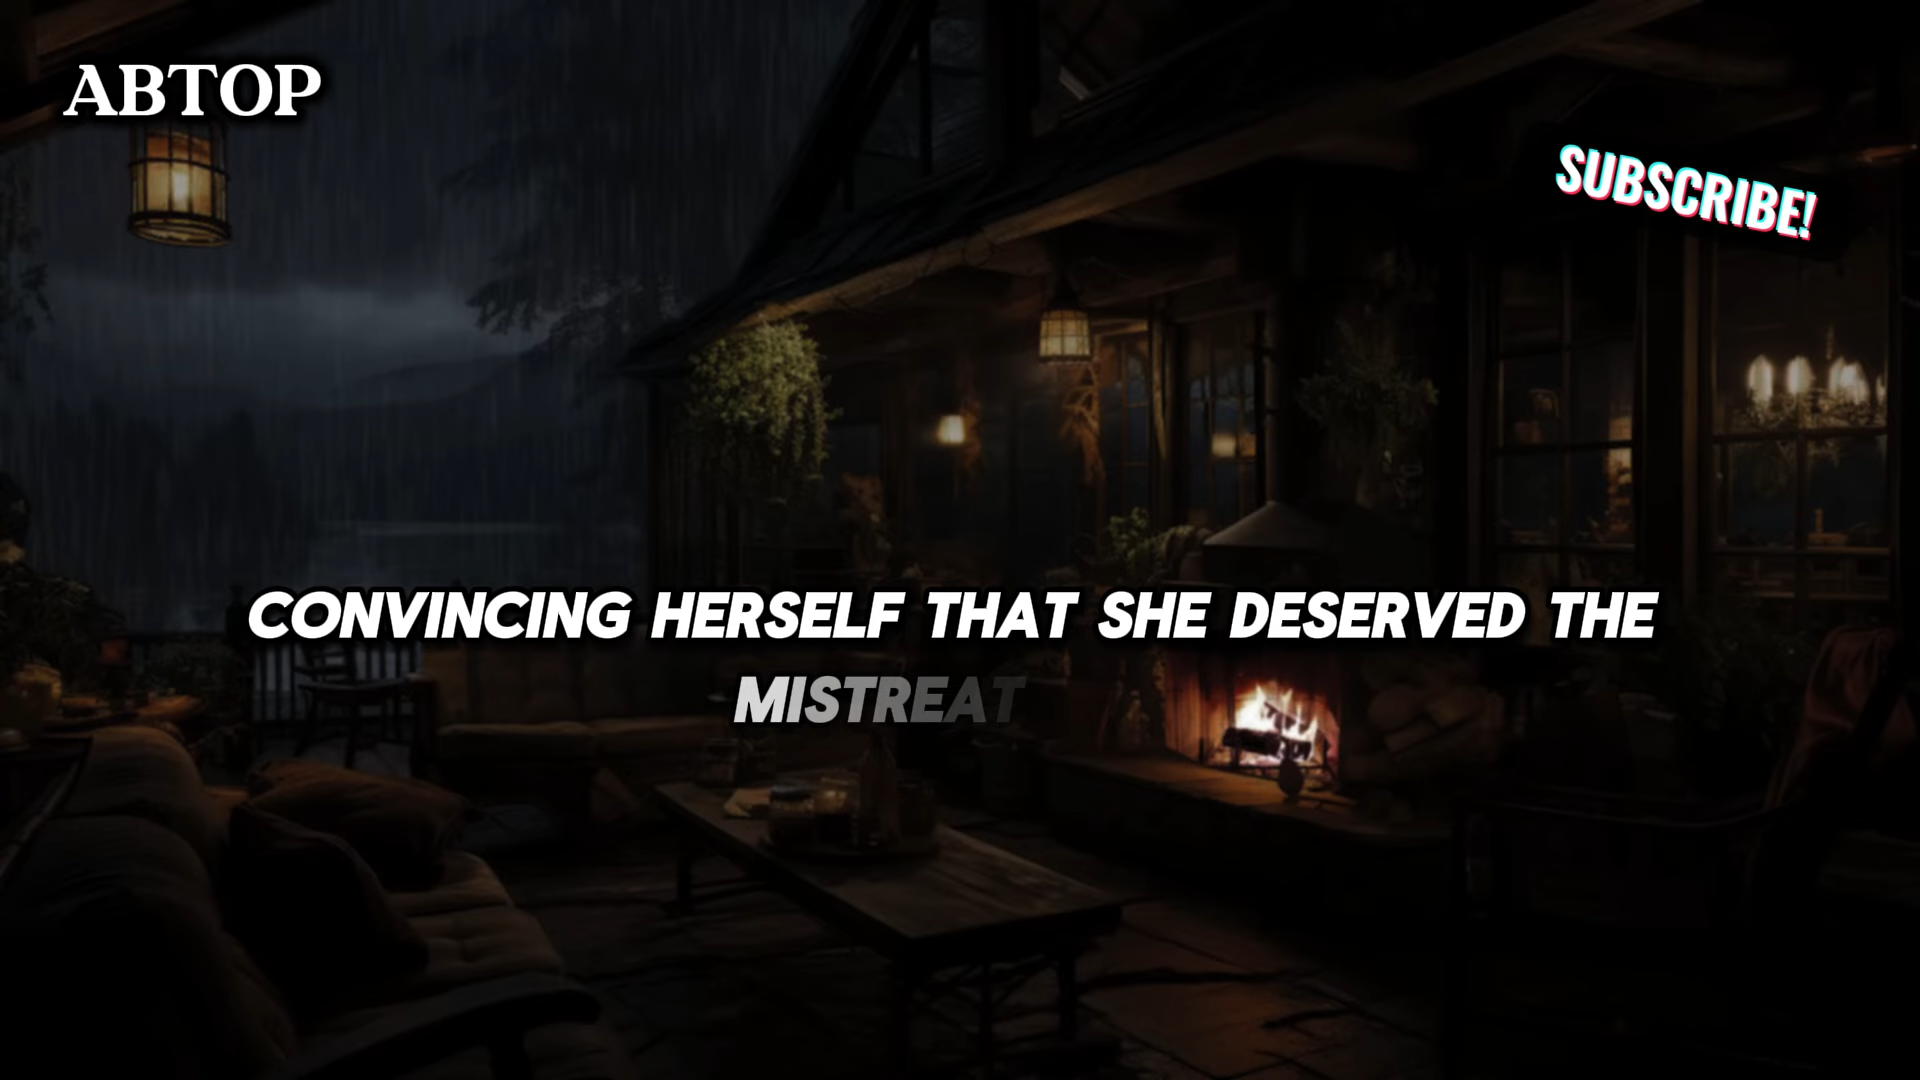 ABTOP
SUBSCRIBE!
CONVINCING HERSELF THAT SHE DESERVED THE
MISTREAT